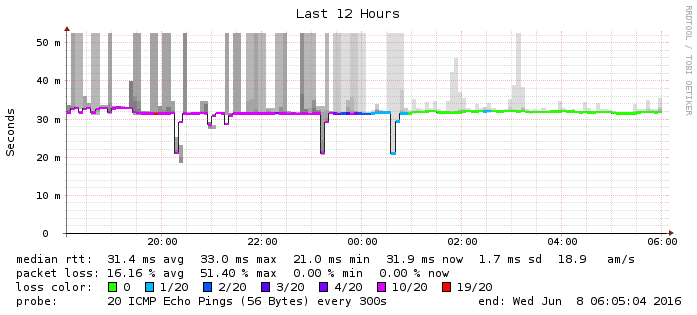 Last 12 Hours
RRDTOOL / TOBI OETIKER
Seconds
50 m
40 m
30 m
20 m
10 m
0
20:00 22:00 00:00 02:00 04:00 06:00
median rtt: 31.4 ms avg 33.0 ms max 21.0 ms min 31.9 ms now 1.7 ms sd 18.9 am/s
packet loss: 16.16 % avg 51.40 % max 0.00 % min 0.00 % now
loss color: 0 1/20 2/20 3/20 4/20 10/20 19/20
probe: 20 ICMP Echo Pings (56 Bytes) every 300s end: Wed Jun 8 06:05:04 2016